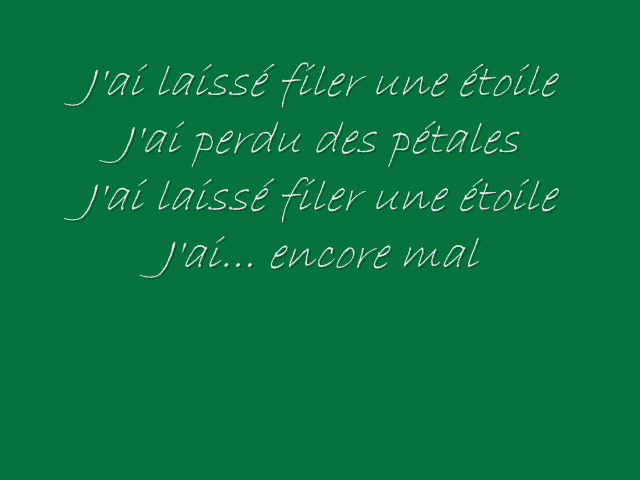 J'ai laissé filer une étoile
J'ai perdu des pétales
J'ai laissé filer une étoile
J'ai... encore mal